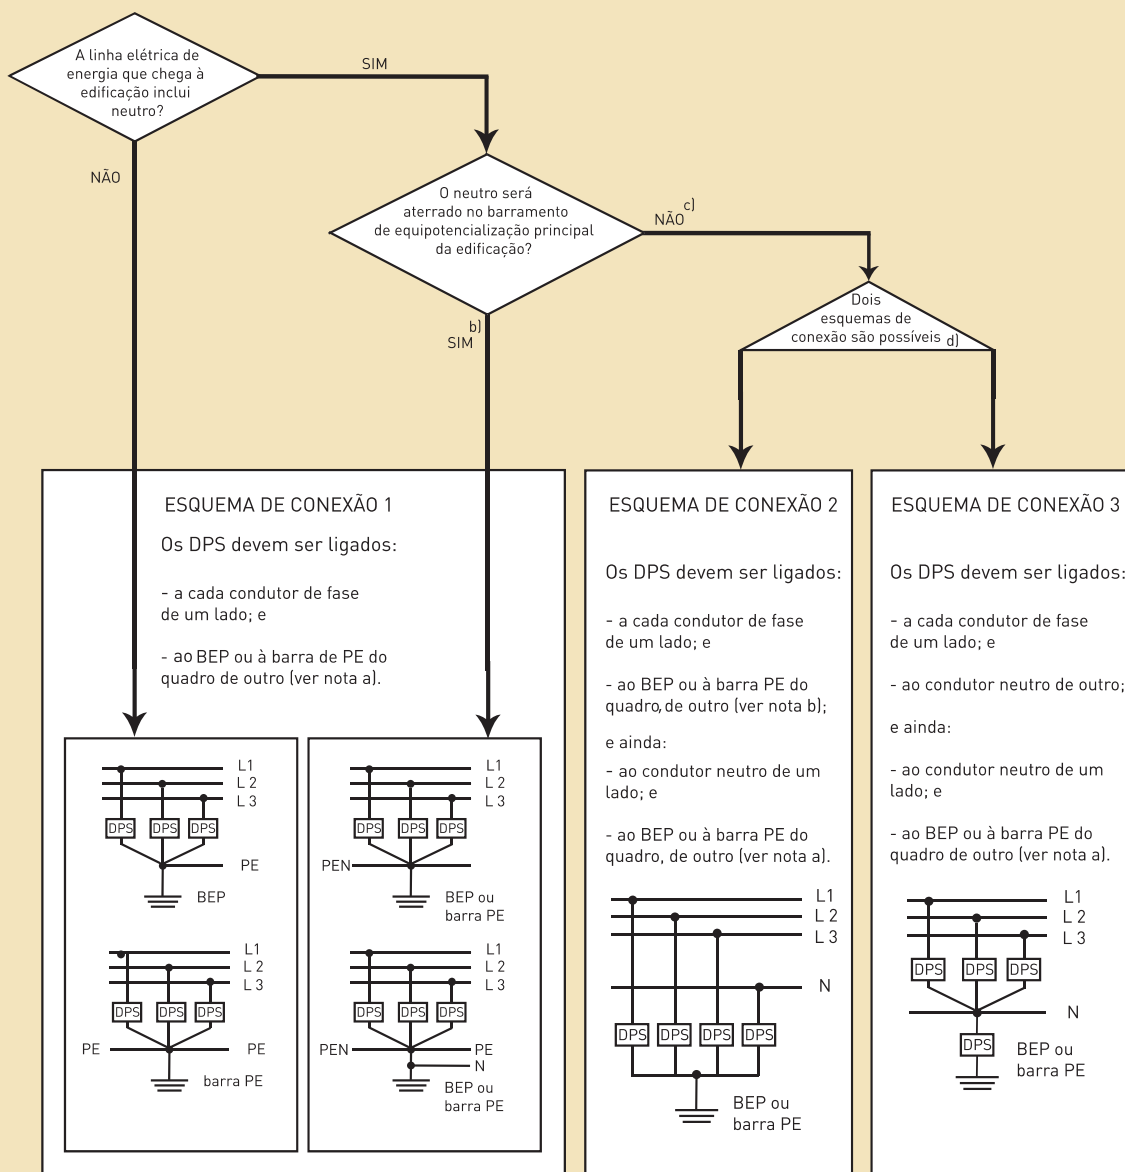 A linha elétrica de
energia que chega à
edificação inclui
neutro?
SIM
NÃO
O neutro será
aterrado no barramento
de equipotencialização principal
da edificação?
c)
NÃO
b)
SIM
Dois
esquemas de
conexão são possíveis d)
ESQUEMA DE CONEXÃO 1
Os DPS devem ser ligados:
- a cada condutor de fase
de um lado; e
- ao BEP ou à barra de PE do
quadro de outro (ver nota a).
L1
L 2
L 3
DPS DPS DPS
PE
BEP
L1
L 2
L 3
DPS DPS DPS
PE PE
barra PE
L1
L 2
L 3
DPS DPS DPS
PEN
BEP ou
barra PE
L1
L 2
L 3
DPS DPS DPS
PEN PE
N
BEP ou
barra PE
ESQUEMA DE CONEXÃO 2
Os DPS devem ser ligados:
- a cada condutor de fase
de um lado; e
- ao BEP ou à barra PE do
quadro, de outro (ver nota b);
e ainda:
- ao condutor neutro de um
lado; e
- ao BEP ou à barra PE do
quadro, de outro (ver nota a).
L1
L 2
L 3
N
DPS DPS DPS DPS
BEP ou
barra PE
ESQUEMA DE CONEXÃO 3
Os DPS devem ser ligados:
- a cada condutor de fase
de um lado; e
- ao condutor neutro de outro;
e ainda:
- ao condutor neutro de um
lado; e
- ao BEP ou à barra PE do
quadro de outro (ver nota a).
L1
L 2
L 3
DPS DPS DPS
N
DPS
BEP ou
barra PE